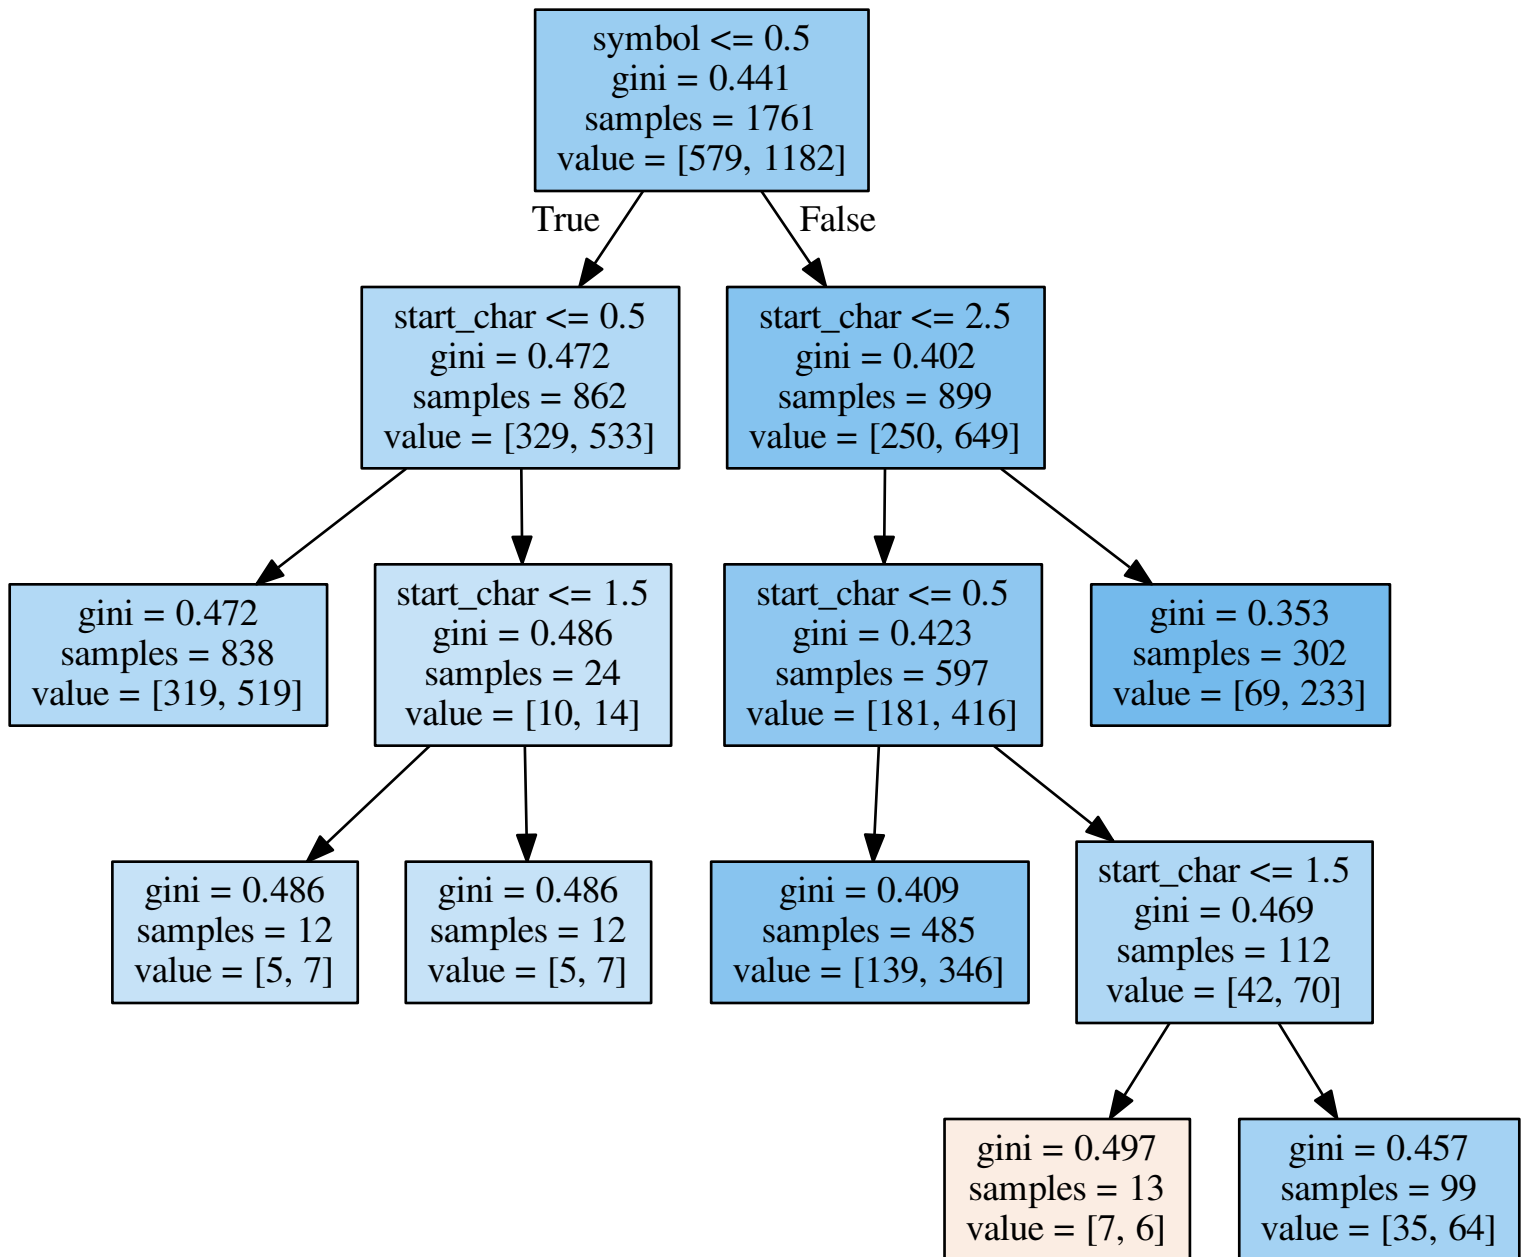 symbol <= 0.5
gini = 0.441
samples = 1761
value = [579, 1182]
True
False
start_char <= 0.5
gini = 0.472
samples = 862
value = [329, 533]
start_char <= 2.5
gini = 0.402
samples = 899
value = [250, 649]
gini = 0.472
samples = 838
value = [319, 519]
start_char <= 1.5
gini = 0.486
samples = 24
value = [10, 14]
start_char <= 0.5
gini = 0.423
samples = 597
value = [181, 416]
gini = 0.353
samples = 302
value = [69, 233]
gini = 0.486
samples = 12
value = [5, 7]
gini = 0.486
samples = 12
value = [5, 7]
gini = 0.409
samples = 485
value = [139, 346]
start_char <= 1.5
gini = 0.469
samples = 112
value = [42, 70]
gini = 0.497
samples = 13
value = [7, 6]
gini = 0.457
samples = 99
value = [35, 64]